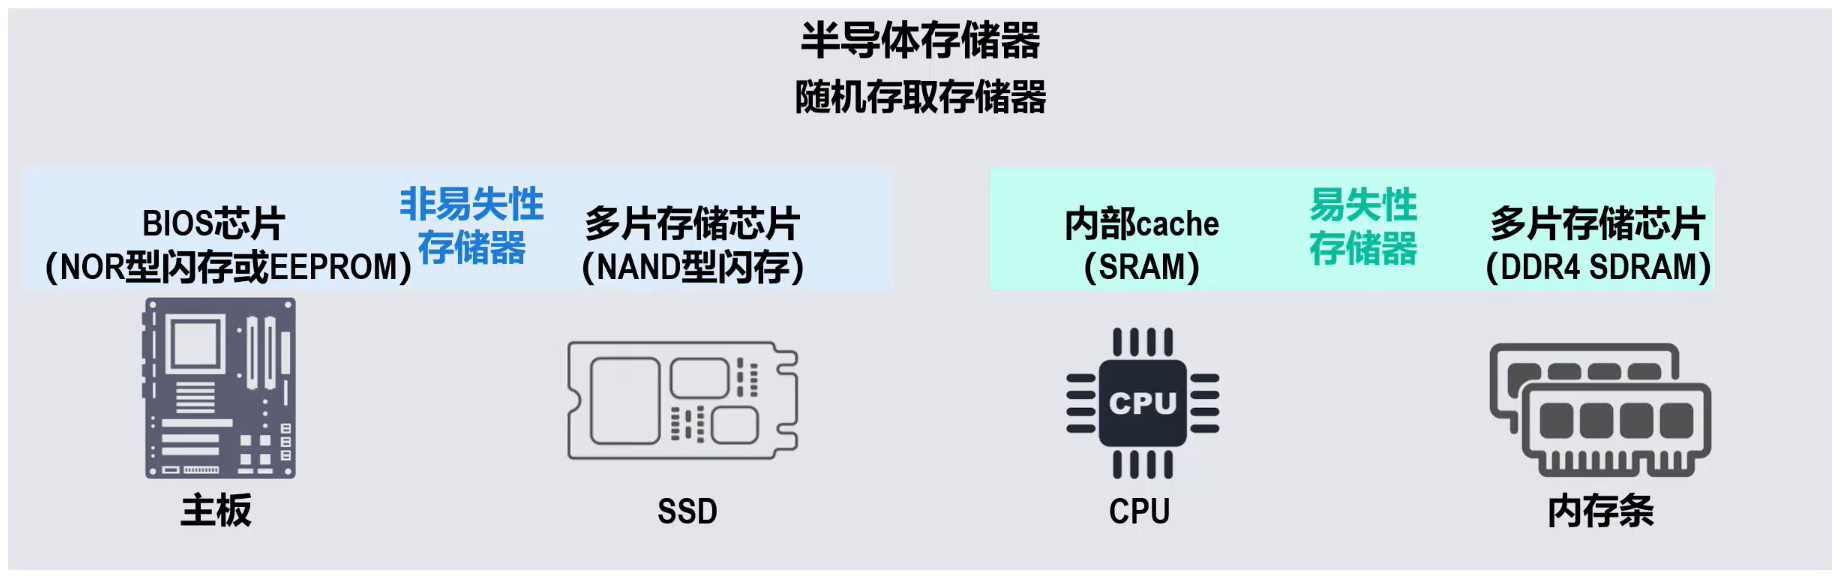 半导体存储器
随机存取存储器
BIOS芯片
(NOR型闪存或EEPROM)
非易失性
存储器
多片存储芯片
(NAND型闪存)
内部cache
(SRAM)
易失性
存储器
多片存储芯片
(DDR4 SDRAM)
CPU
主板
SSD
CPU
内存条